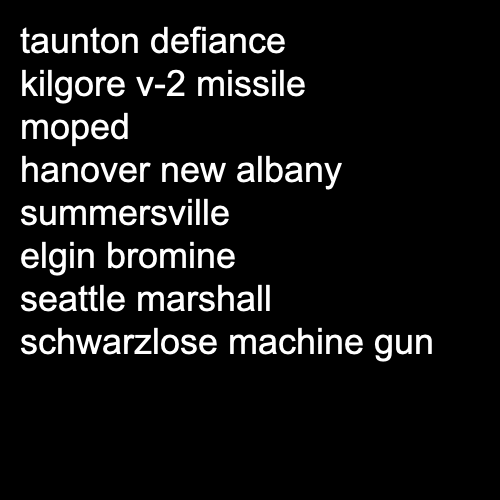 taunton defiance
kilgore v-2 missile
moped
hanover new albany
summersville
elgin bromine
seattle marshall
schwarzlose machine gun